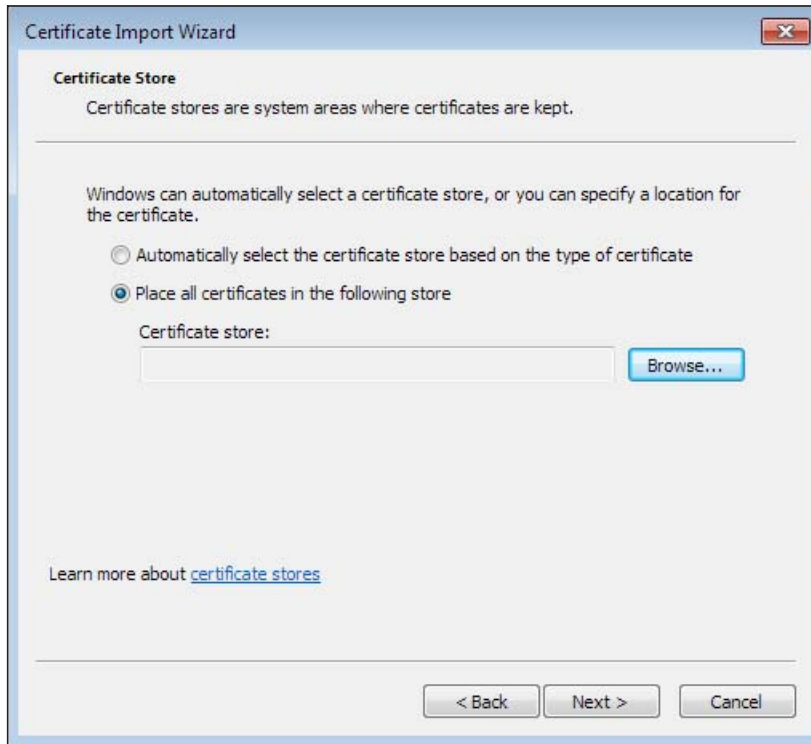 Certificate Import Wizard
Certificate Store
Certificate stores are system areas where certificates are kept.
Windows can automatically select a certificate store, or you can specify a location for
the certificate.
Automatically select the certificate store based on the type of certificate
Place all certificates in the following store
Certificate store:
Browse...
Learn more about certificate stores
< Back
Next >
Cancel